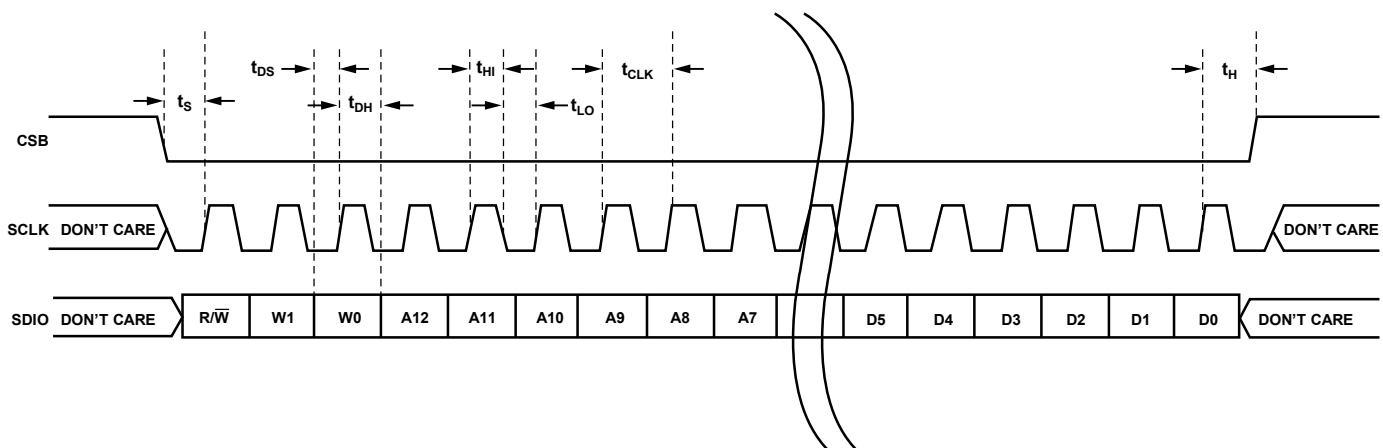 tDS
tHI
tCLK
tH
tS
tDH
tLO
CSB
SCLK DON'T CARE
DON'T CARE
SDIO DON'T CARE
R/W̅ W1 W0 A12 A11 A10 A9 A8 A7 D5 D4 D3 D2 D1 D0
DON'T CARE